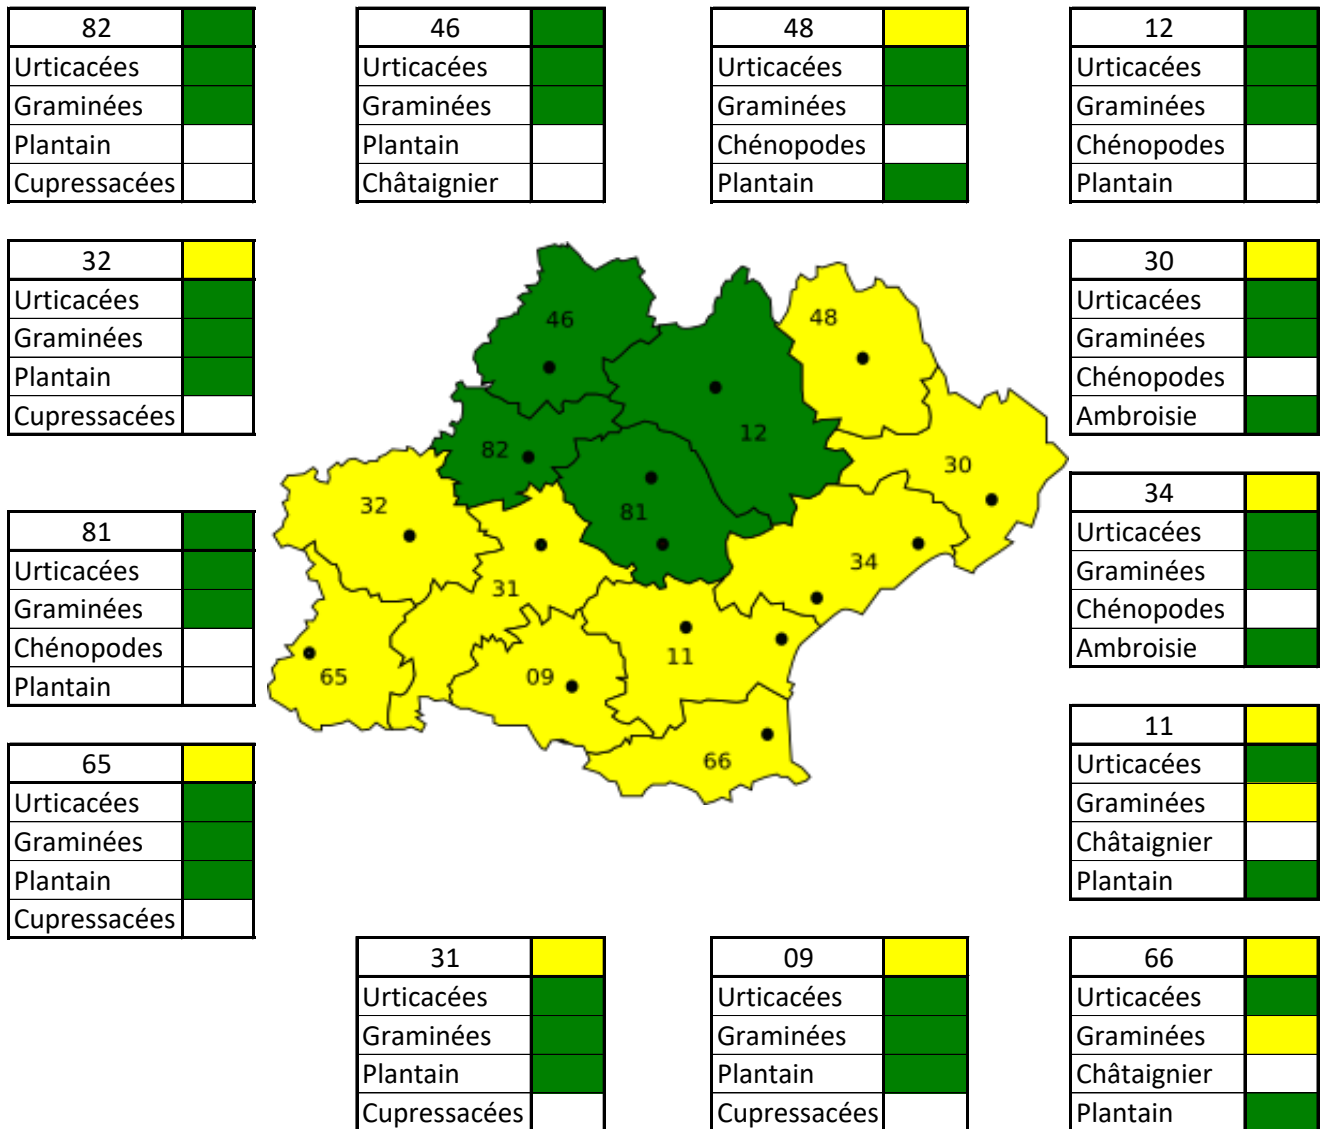 82
Urticacées
Graminées
Plantain
Cupressacées
46
Urticacées
Graminées
Plantain
Châtaignier
48
Urticacées
Graminées
Chénopodes
Plantain
12
Urticacées
Graminées
Chénopodes
Plantain
32
Urticacées
Graminées
Plantain
Cupressacées
30
Urticacées
Graminées
Chénopodes
Ambroisie
46
48
12
82
30
32
81
34
31
11
65
09
66
81
Urticacées
Graminées
Chénopodes
Plantain
34
Urticacées
Graminées
Chénopodes
Ambroisie
65
Urticacées
Graminées
Plantain
Cupressacées
11
Urticacées
Graminées
Châtaignier
Plantain
31
Urticacées
Graminées
Plantain
Cupressacées
09
Urticacées
Graminées
Plantain
Cupressacées
66
Urticacées
Graminées
Châtaignier
Plantain